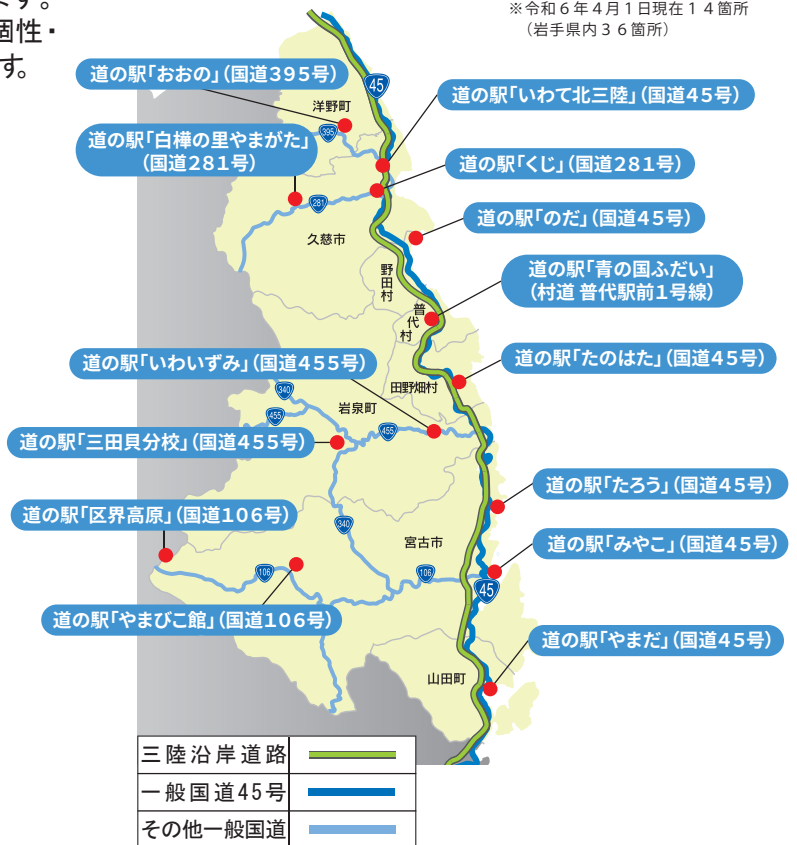 ます。
個性・
す。
※令和６年４月１日現在１４箇所
（岩手県内３６箇所）
道の駅「おおの」（国道３９５号）
45
道の駅「いわて北三陸」（国道４５号）
洋野町
395
道の駅「白樺の里やまがた」
（国道281号）
道の駅「くじ」（国道２８１号）
281
道の駅「のだ」（国道４５号）
久慈市
野田村
道の駅「青の国ふだい」
（村道 普代駅前１号線）
普代村
道の駅「いわいずみ」（国道４５５号）
道の駅「たのはた」（国道４５号）
340
田野畑村
岩泉町
455
455
道の駅「三田貝分校」（国道４５５号）
道の駅「たろう」（国道４５号）
道の駅「区界高原」（国道１０６号）
340
宮古市
道の駅「みやこ」（国道４５号）
106
106
45
道の駅「やまびこ館」（国道１０６号）
道の駅「やまだ」（国道４５号）
山田町
三陸沿岸道路
一般国道45号
その他一般国道